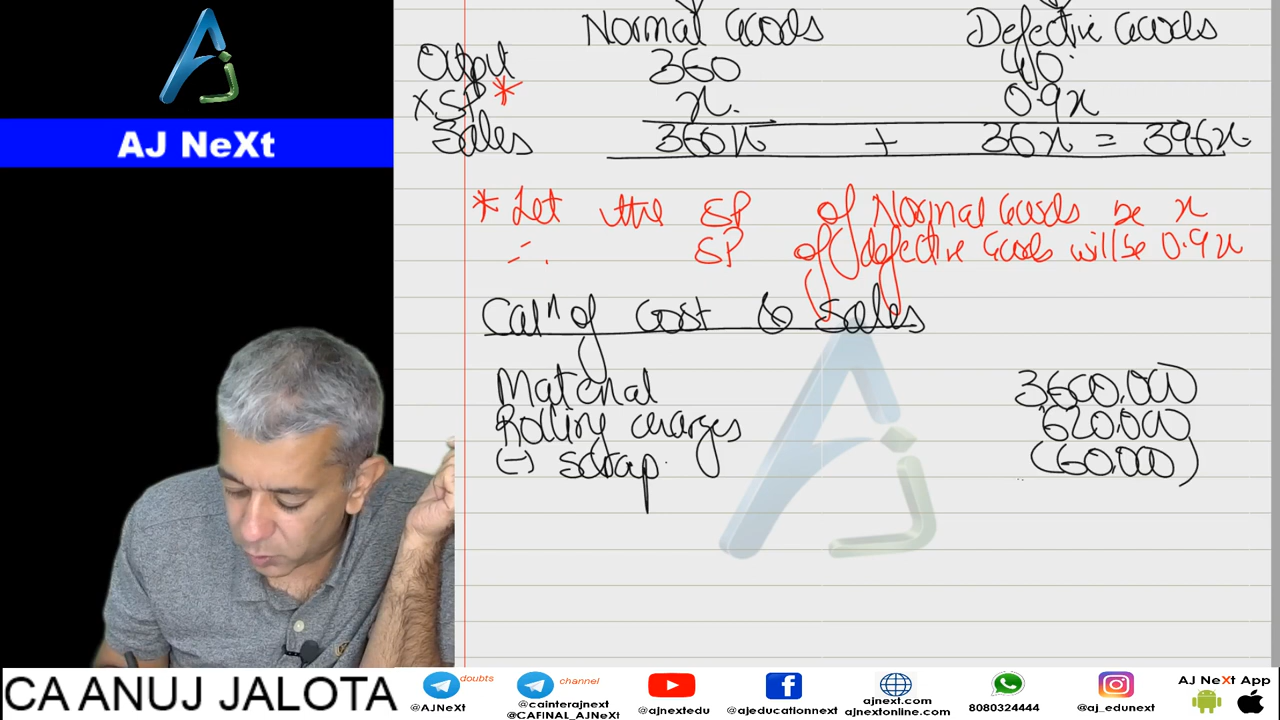 Normal Goods Defective Goods
Output 360 40
x SP * x 0.9x
Sales 360x + 36x = 396x
* Let the SP of Normal Goods be x
∴ SP of defective Goods will be 0.9x
Calⁿ of Cost & Sales
Material 3600,000
Rolling charges 620,000
(-) Scrap (60,000)
AJ NeXt
CA ANUJ JALOTA
doubts
@AJNeXt
channel
@cainterajnext
@CAFINAL_AJNeXt
@ajnextedu
@ajeducationnext
ajnext.com
ajnextonline.com
8080324444
@aj_edunext
AJ NeXt App